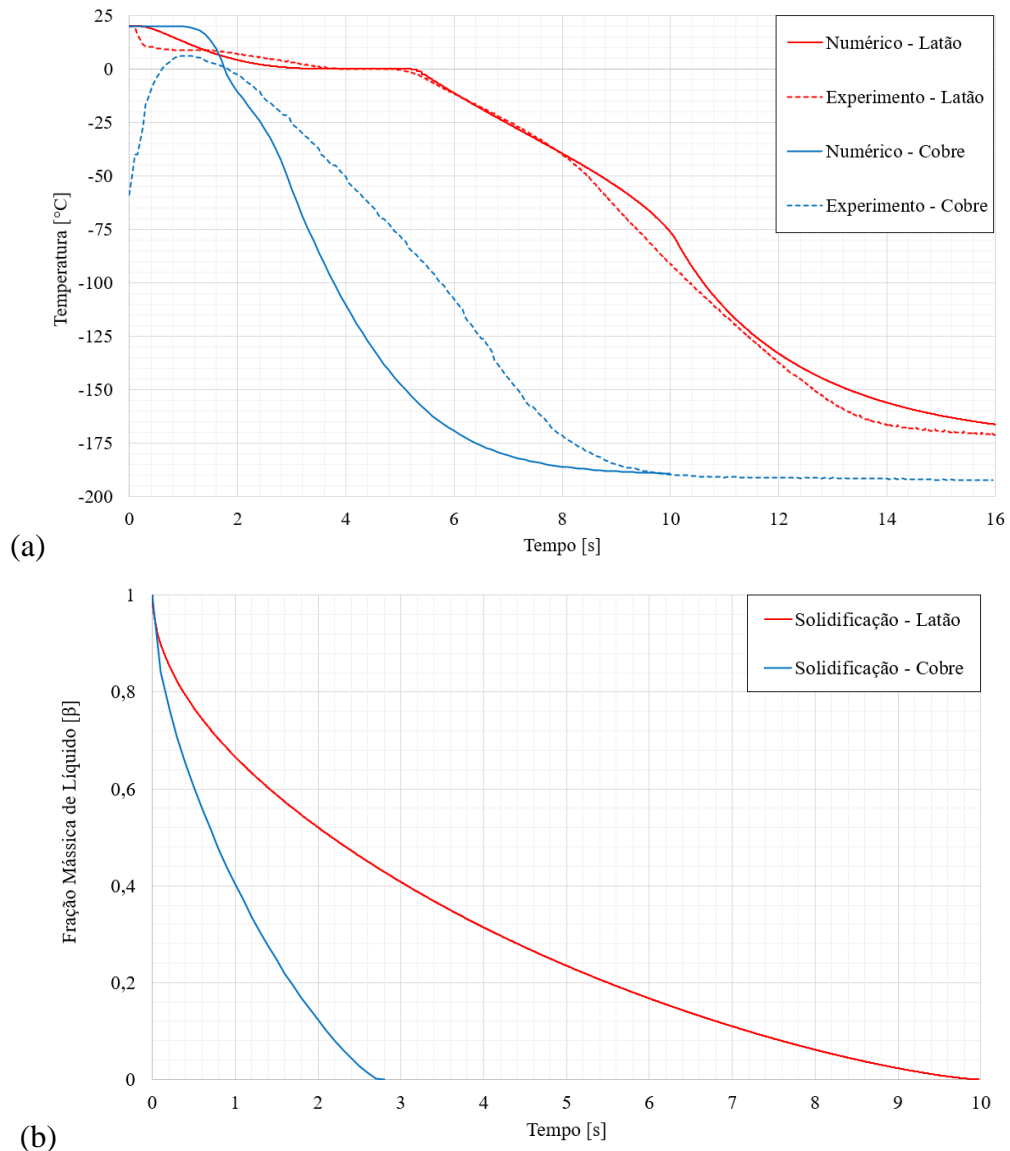 25
0
-25
-50
-75
-100
-125
-150
-175
-200
Temperatura [°C]
Numérico - Latão
Experimento - Latão
Numérico - Cobre
Experimento - Cobre
0 2 4 6 8 10 12 14 16
Tempo [s]
(a)
1
0,8
0,6
0,4
0,2
0
Fração Mássica de Líquido [β]
Solidificação - Latão
Solidificação - Cobre
0 1 2 3 4 5 6 7 8 9 10
Tempo [s]
(b)